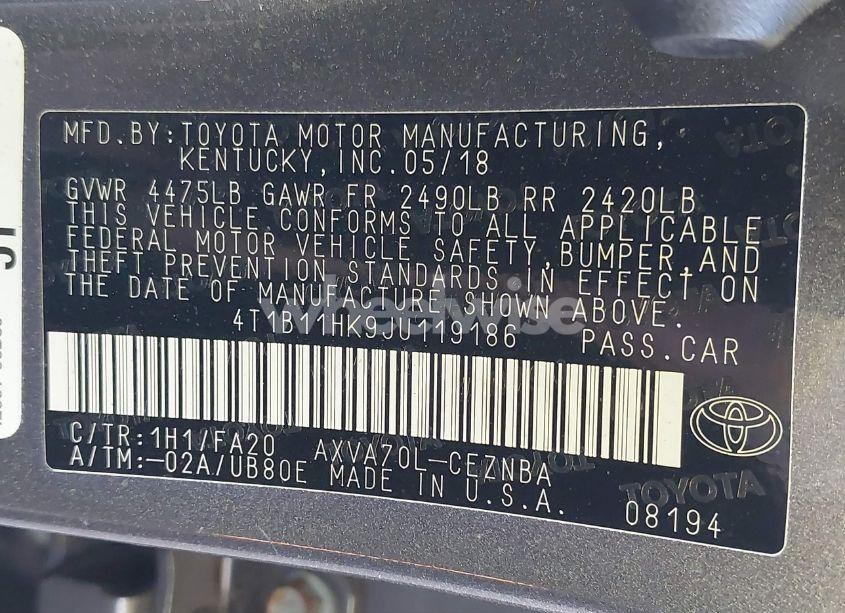 MFD.BY:TOYOTA MOTOR MANUFACTURING,
KENTUCKY,INC.05/18
GVWR 4475LB GAWR FR 2490LB RR 2420LB
THIS VEHICLE CONFORMS TO ALL APPLICABLE
FEDERAL MOTOR VEHICLE SAFETY,BUMPER,AND
THEFT PREVENTION STANDARDS IN EFFECT ON
THE DATE OF MANUFACTURE SHOWN ABOVE.
wheelwise
4T1B11HK9JU119186 PASS.CAR
C/TR:1H1/FA20 AXVA70L-CEZNBA
A/TM:-02A/UB80E MADE IN U.S.A.
TOYOTA
08194